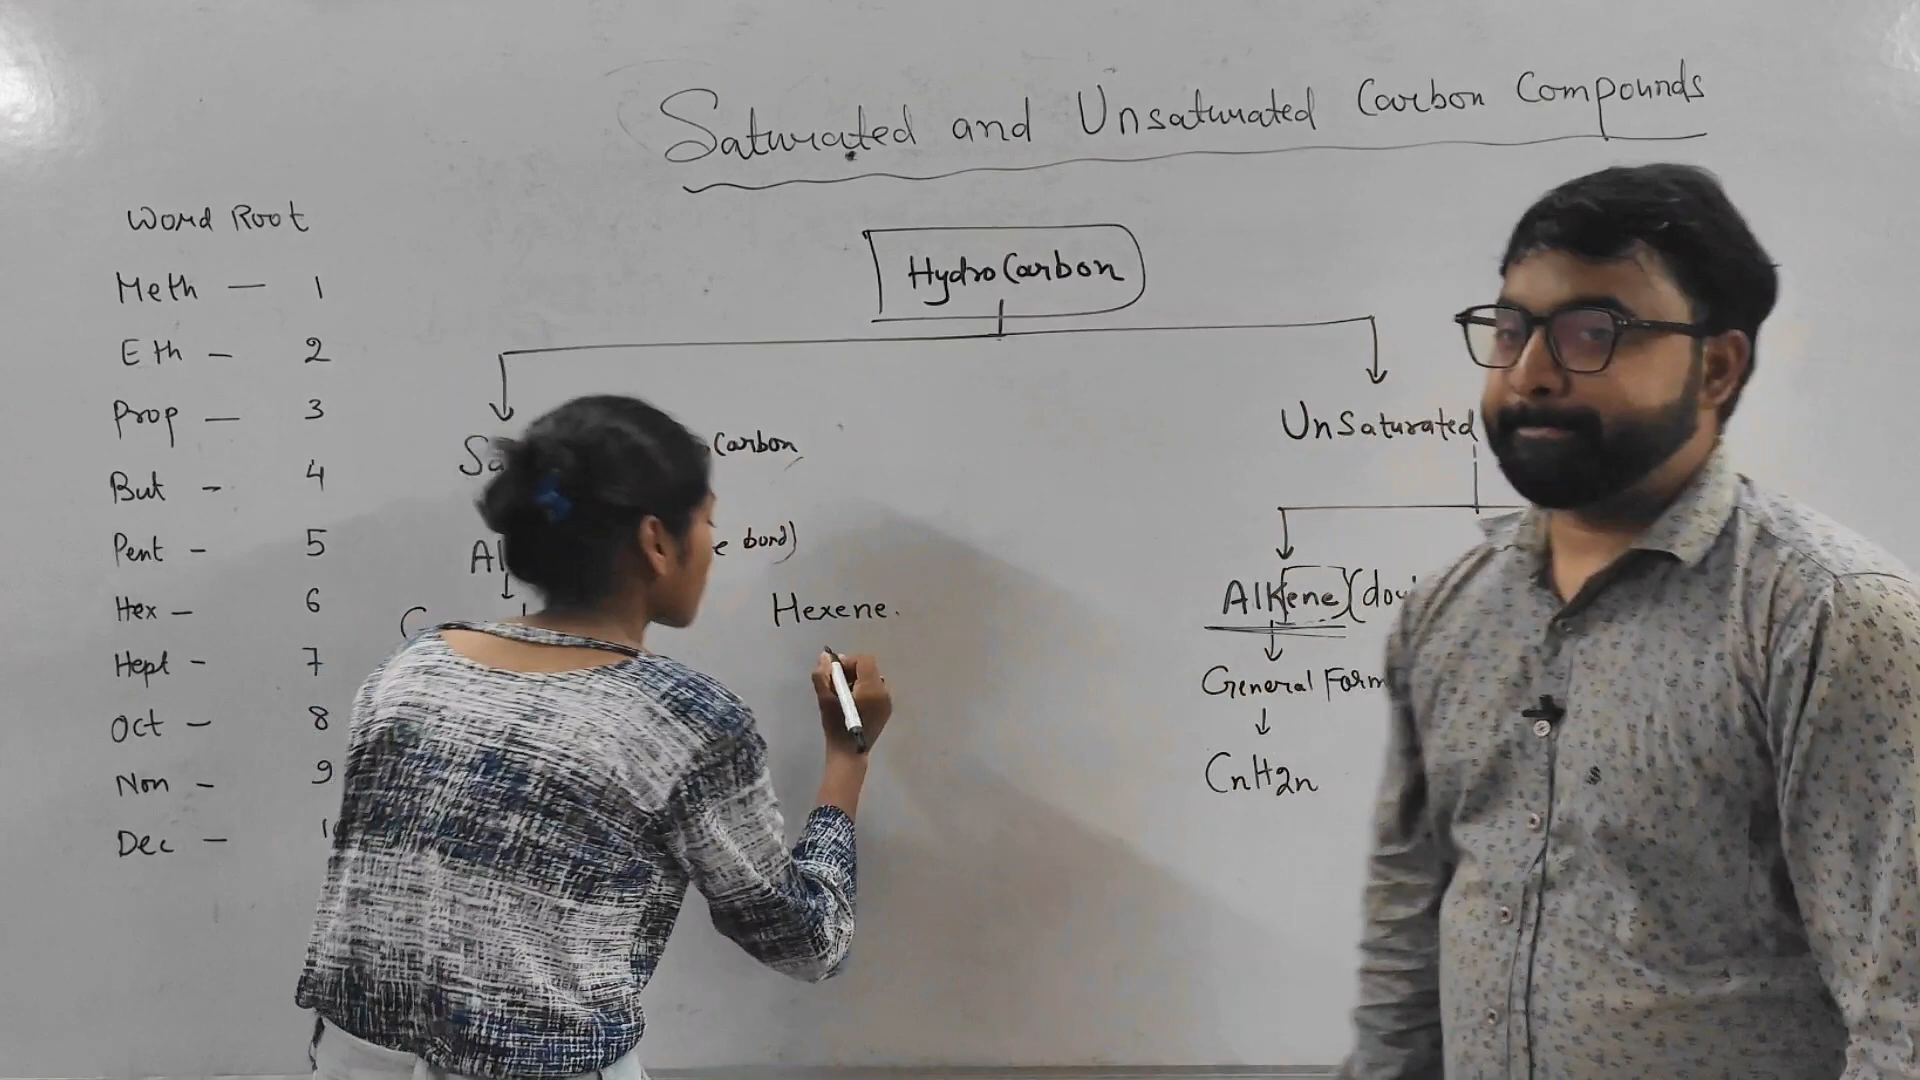 Saturated and Unsaturated Carbon Compounds
Word Root
Meth — 1
Eth — 2
Prop — 3
But - 4
Pent - 5
Hex — 6
Hept - 7
Oct - 8
Non - 9
Dec -
HydroCarbon
Carbon
bond)
Hexene.
UnSaturated
Alkene (
General
CnH2n